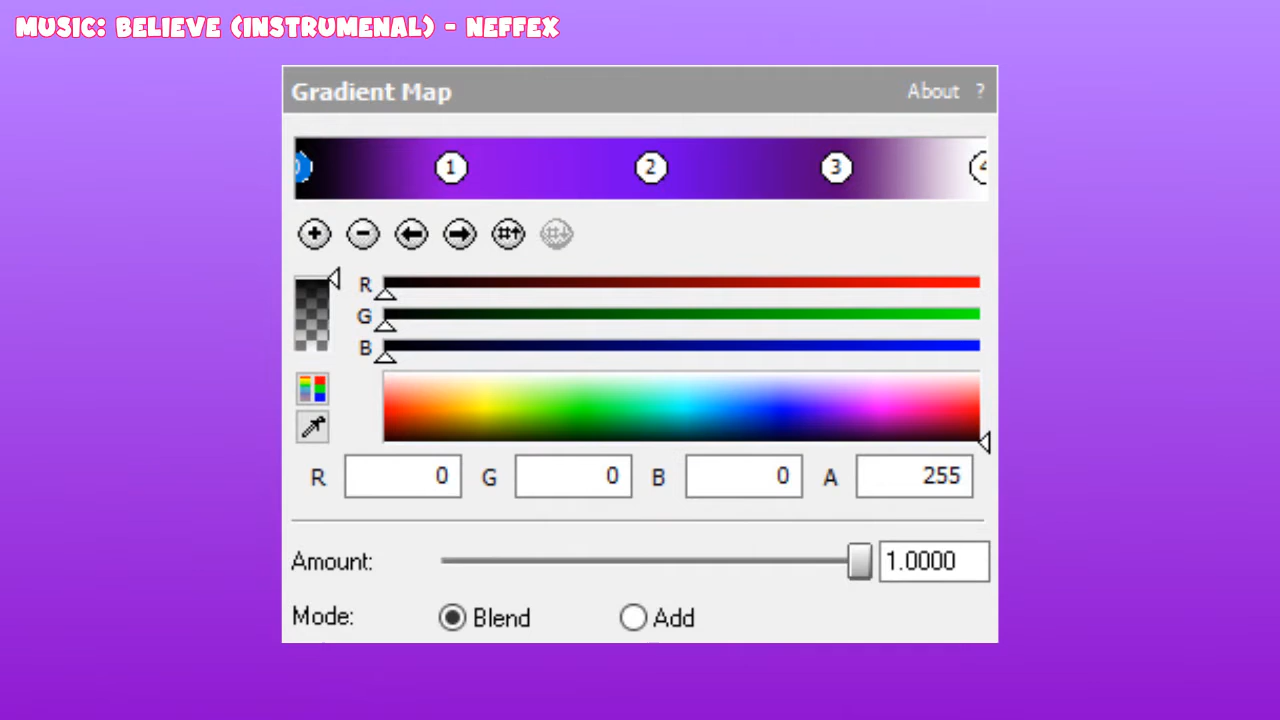 MUSIC: BELIEVE (INSTRUMENAL) - NEFFEX
Gradient Map About ?
1 2 3 4
R
G
B
R 0 G 0 B 0 A 255
Amount: 1.0000
Mode: Blend Add